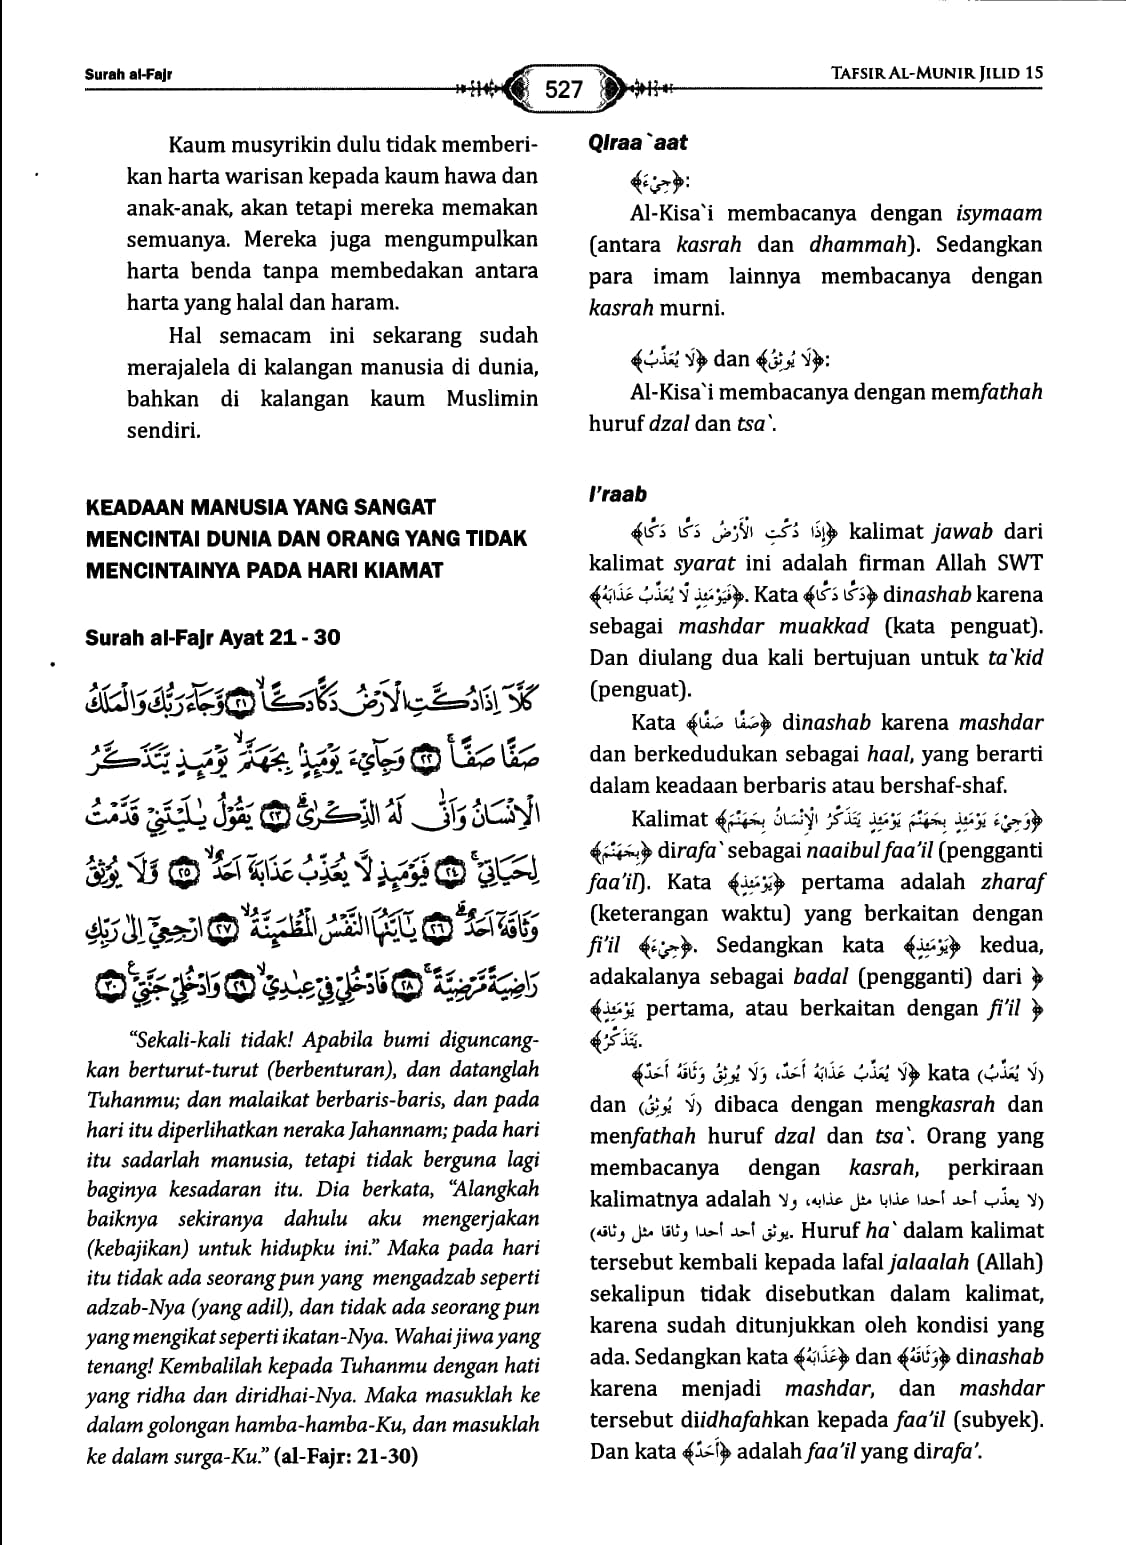 Surah al-Fajr
527
TAFSIR AL-MUNIR JILID 15
Kaum musyrikin dulu tidak memberi-
kan harta warisan kepada kaum hawa dan
anak-anak, akan tetapi mereka memakan
semuanya. Mereka juga mengumpulkan
harta benda tanpa membedakan antara
harta yang halal dan haram.
Hal semacam ini sekarang sudah
merajalela di kalangan manusia di dunia,
bahkan di kalangan kaum Muslimin
sendiri.
KEADAAN MANUSIA YANG SANGAT
MENCINTAI DUNIA DAN ORANG YANG TIDAK
MENCINTAINYA PADA HARI KIAMAT
Surah al-Fajr Ayat 21 - 30
كَلَّآ اِذَا دُكَّتِ الْاَرْضُ دَكًّا دَكًّاۙ ٢١ وَّجَآءَ رَبُّكَ وَالْمَلَكُ
صَفًّا صَفًّاۚ ٢٢ وَجِايْۤءَ يَوْمَىِٕذٍۢ بِجَهَنَّمَۙ يَوْمَىِٕذٍ يَّتَذَكَّرُ
الْاِنْسَانُ وَاَنّٰى لَهُ الذِّكْرٰىۗ ٢٣ يَقُوْلُ يٰلَيْتَنِيْ قَدَّمْتُ
لِحَيَاتِيْۚ ٢٤ فَيَوْمَىِٕذٍ لَّا يُعَذِّبُ عَذَابَهٗٓ اَحَدٌۙ ٢٥ وَّلَا يُوْثِقُ
وَثَاقَهٗٓ اَحَدٌۗ ٢٦ يٰٓاَيَّتُهَا النَّفْسُ الْمُطْمَىِٕنَّةُۙ ٢٧ ارْجِعِيْٓ اِلٰى رَبِّكِ
رَاضِيَةً مَّرْضِيَّةًۚ ٢٨ فَادْخُلِيْ فِيْ عِبٰدِيْۙ ٢٩ وَادْخُلِيْ جَنَّتِيْࣖ ٣٠
“Sekali-kali tidak! Apabila bumi diguncang-
kan berturut-turut (berbenturan), dan datanglah
Tuhanmu; dan malaikat berbaris-baris, dan pada
hari itu diperlihatkan neraka Jahannam; pada hari
itu sadarlah manusia, tetapi tidak berguna lagi
baginya kesadaran itu. Dia berkata, “Alangkah
baiknya sekiranya dahulu aku mengerjakan
(kebajikan) untuk hidupku ini.” Maka pada hari
itu tidak ada seorang pun yang mengadzab seperti
adzab-Nya (yang adil), dan tidak ada seorang pun
yang mengikat seperti ikatan-Nya. Wahai jiwa yang
tenang! Kembalilah kepada Tuhanmu dengan hati
yang ridha dan diridhai-Nya. Maka masuklah ke
dalam golongan hamba-hamba-Ku, dan masuklah
ke dalam surga-Ku.” (al-Fajr: 21-30)
Qiraa`aat
﴿جِيْءَ﴾:
Al-Kisa`i membacanya dengan isymaam
(antara kasrah dan dhammah). Sedangkan
para imam lainnya membacanya dengan
kasrah murni.
﴿لَا يُعَذِّبُ﴾ dan ﴿لَا يُوثِقُ﴾:
Al-Kisa`i membacanya dengan memfathah
huruf dzal dan tsa`.
I’raab
﴿إِذَا دُكَّتِ الْأَرْضُ دَكًّا دَكًّا﴾ kalimat jawab dari
kalimat syarat ini adalah firman Allah SWT
﴿فَيَوْمَئِذٍ لَّا يُعَذِّبُ عَذَابَهُ﴾. Kata ﴿دَكًّا دَكًّا﴾ dinashab karena
sebagai mashdar muakkad (kata penguat).
Dan diulang dua kali bertujuan untuk ta`kid
(penguat).
Kata ﴿صَفًّا صَفًّا﴾ dinashab karena mashdar
dan berkedudukan sebagai haal, yang berarti
dalam keadaan berbaris atau bershaf-shaf.
Kalimat ﴿وَجِيْءَ يَوْمَئِذٍ بِجَهَنَّمَ يَوْمَئِذٍ يَتَذَكَّرُ الْإِنْسَانُ بِجَهَنَّمَ﴾
﴿بِجَهَنَّمَ﴾ dirafa` sebagai naaibul faa’il (pengganti
faa’il). Kata ﴿يَوْمَئِذٍ﴾ pertama adalah zharaf
(keterangan waktu) yang berkaitan dengan
fi’il ﴿جِيْءَ﴾. Sedangkan kata ﴿يَوْمَئِذٍ﴾ kedua,
adakalanya sebagai badal (pengganti) dari ﴿
يَوْمَئِذٍ﴾ pertama, atau berkaitan dengan fi’il ﴿
يَتَذَكَّرُ﴾.
﴿لَا يُعَذِّبُ عَذَابَهُ أَحَدٌ، وَلَا يُوثِقُ وَثَاقَهُ أَحَدٌ﴾ kata (لَا يُعَذِّبُ)
dan (لَا يُوثِقُ) dibaca dengan mengkasrah dan
menfathah huruf dzal dan tsa`. Orang yang
membacanya dengan kasrah, perkiraan
kalimatnya adalah (لا يعذّب أحد أحدا عذابا مثل عذابه، ولا
يوثق أحد أحدا وثاقا مثل وثاقه). Huruf ha` dalam kalimat
tersebut kembali kepada lafal jalaalah (Allah)
sekalipun tidak disebutkan dalam kalimat,
karena sudah ditunjukkan oleh kondisi yang
ada. Sedangkan kata ﴿عَذَابَهُ﴾ dan ﴿وَثَاقَهُ﴾ dinashab
karena menjadi mashdar, dan mashdar
tersebut diidhafahkan kepada faa’il (subyek).
Dan kata ﴿أَحَدٌ﴾ adalah faa’il yang dirafa’.